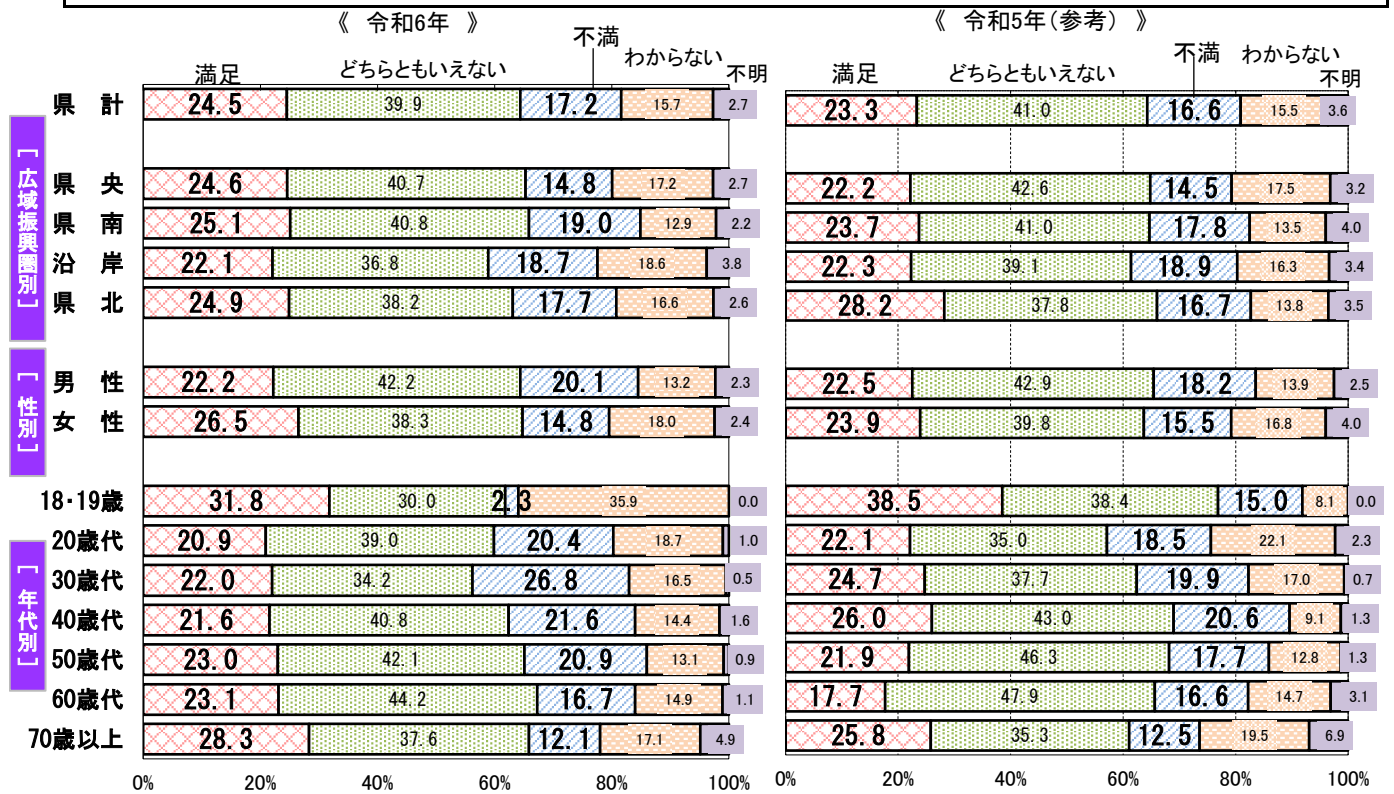 《 令和6年 》
満足 どちらともいえない 不満 わからない 不明
県 計 24.5 39.9 17.2 15.7 2.7
[ 広域振興圏別 ]
県 央 24.6 40.7 14.8 17.2 2.7
県 南 25.1 40.8 19.0 12.9 2.2
沿 岸 22.1 36.8 18.7 18.6 3.8
県 北 24.9 38.2 17.7 16.6 2.6
[ 性別 ]
男 性 22.2 42.2 20.1 13.2 2.3
女 性 26.5 38.3 14.8 18.0 2.4
[ 年代別 ]
18・19歳 31.8 30.0 2.3 35.9 0.0
20歳代 20.9 39.0 20.4 18.7 1.0
30歳代 22.0 34.2 26.8 16.5 0.5
40歳代 21.6 40.8 21.6 14.4 1.6
50歳代 23.0 42.1 20.9 13.1 0.9
60歳代 23.1 44.2 16.7 14.9 1.1
70歳以上 28.3 37.6 12.1 17.1 4.9
0% 20% 40% 60% 80% 100%
《 令和5年(参考) 》
満足 どちらともいえない 不満 わからない 不明
23.3 41.0 16.6 15.5 3.6
22.2 42.6 14.5 17.5 3.2
23.7 41.0 17.8 13.5 4.0
22.3 39.1 18.9 16.3 3.4
28.2 37.8 16.7 13.8 3.5
22.5 42.9 18.2 13.9 2.5
23.9 39.8 15.5 16.8 4.0
38.5 38.4 15.0 8.1 0.0
22.1 35.0 18.5 22.1 2.3
24.7 37.7 19.9 17.0 0.7
26.0 43.0 20.6 9.1 1.3
21.9 46.3 17.7 12.8 1.3
17.7 47.9 16.6 14.7 3.1
25.8 35.3 12.5 19.5 6.9
0% 20% 40% 60% 80% 100%